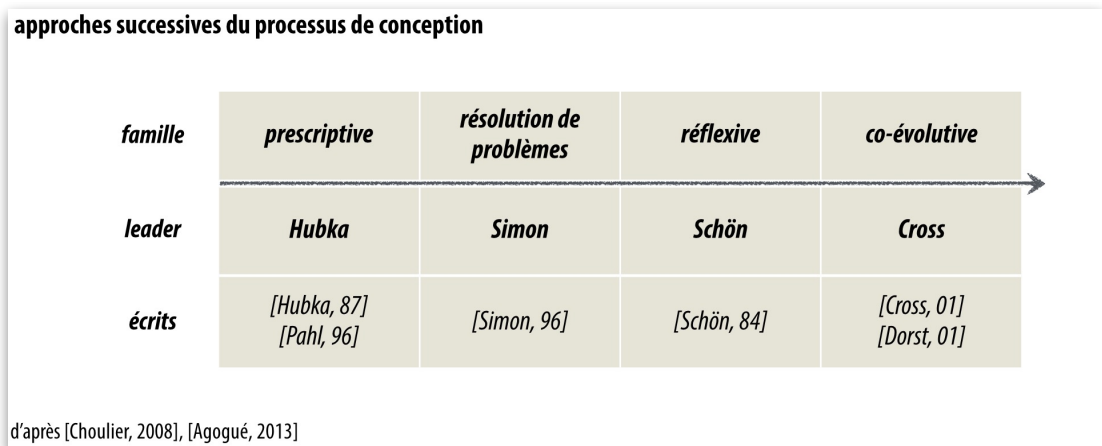 approches successives du processus de conception
famille prescriptive résolution de problèmes réflexive co-évolutive
leader Hubka Simon Schön Cross
écrits [Hubka, 87] [Pahl, 96] [Simon, 96] [Schön, 84] [Cross, 01] [Dorst, 01]
d'après [Choulier, 2008], [Agogué, 2013]